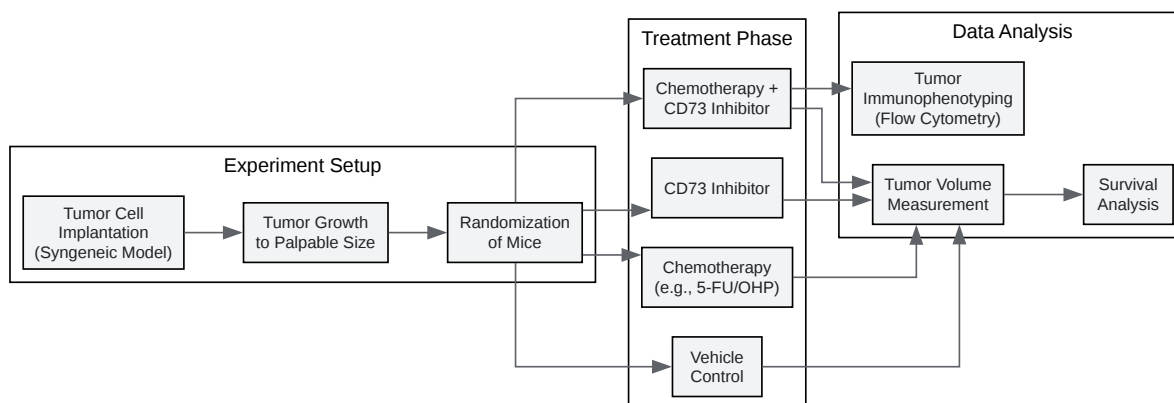 Experiment Setup
Tumor Cell
Implantation
(Syngeneic Model)
Tumor Growth
to Palpable Size
Randomization
of Mice
Treatment Phase
Chemotherapy +
CD73 Inhibitor
CD73 Inhibitor
Chemotherapy
(e.g., 5-FU/OHP)
Vehicle
Control
Data Analysis
Tumor
Immunophenotyping
(Flow Cytometry)
Tumor Volume
Measurement
Survival
Analysis